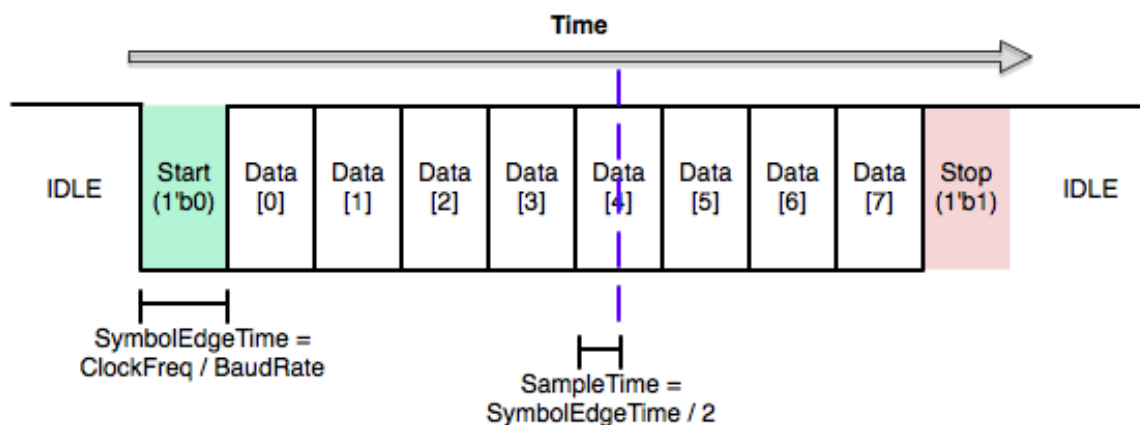 Time
IDLE
Start
(1'b0)
Data
[0]
Data
[1]
Data
[2]
Data
[3]
Data
[4]
Data
[5]
Data
[6]
Data
[7]
Stop
(1'b1)
IDLE
SymbolEdgeTime =
ClockFreq / BaudRate
SampleTime =
SymbolEdgeTime / 2